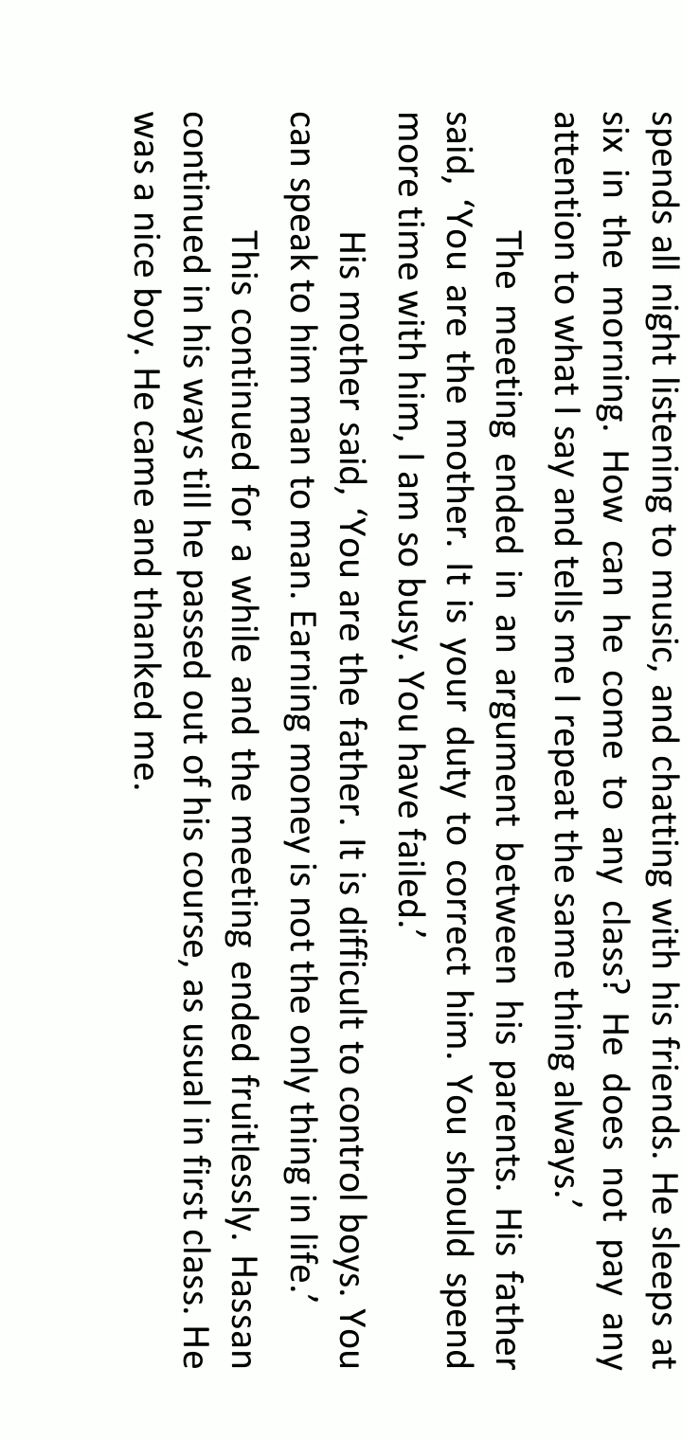 spends all night listening to music, and chatting with his friends. He sleeps at
six in the morning. How can he come to any class? He does not pay any
attention to what I say and tells me I repeat the same thing always.’
The meeting ended in an argument between his parents. His father
said, ‘You are the mother. It is your duty to correct him. You should spend
more time with him, I am so busy. You have failed.’
His mother said, ‘You are the father. It is difficult to control boys. You
can speak to him man to man. Earning money is not the only thing in life.’
This continued for a while and the meeting ended fruitlessly. Hassan
continued in his ways till he passed out of his course, as usual in first class. He
was a nice boy. He came and thanked me.